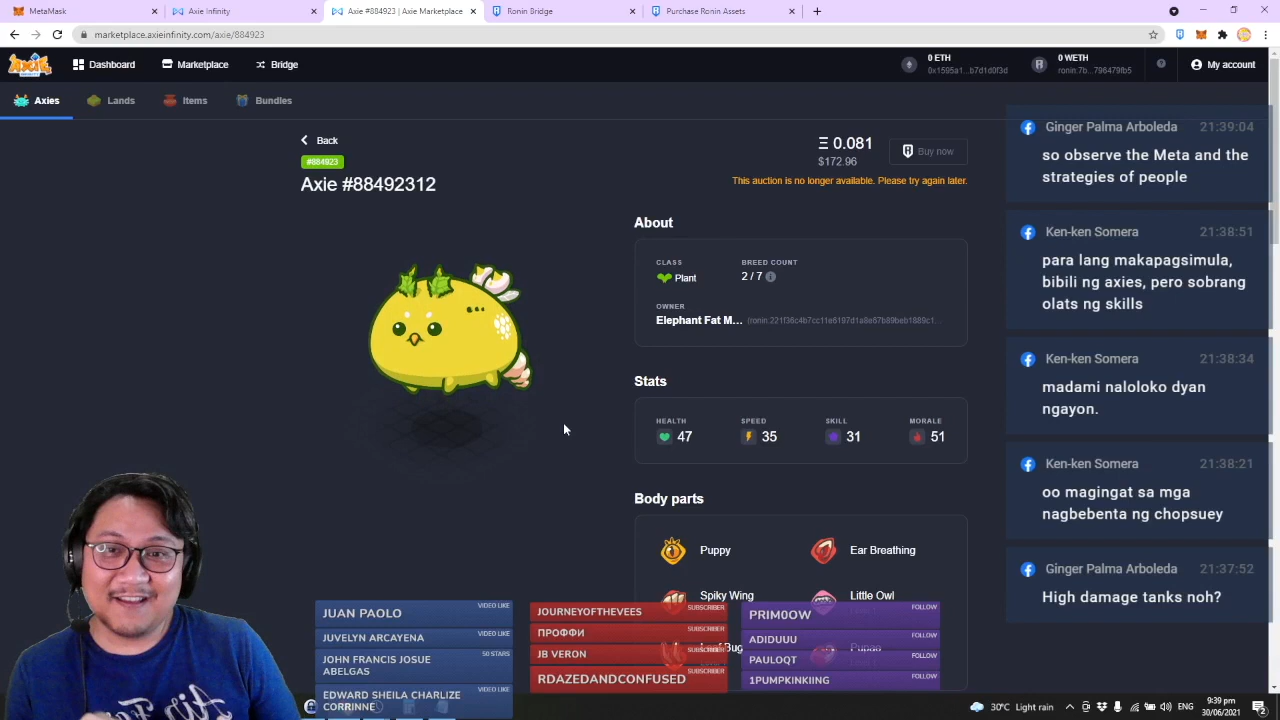 MetaMask
Axie Infinity
Axie #884923 | Axie Marketplace
Ronin Bridge
Purchase Ronin Assets
marketplace.axieinfinity.com/axie/884923
Dashboard
Marketplace
Bridge
0 ETH
0x1595a1...b7d1d0f3d
0 WETH
ronin:7b...796479fb5
My account
Axies
Lands
Items
Bundles
Back
#884923
Axie #88492312
Ξ 0.081
$172.96
Buy now
This auction is no longer available. Please try again later.
About
CLASS
Plant
BREED COUNT
2 / 7
OWNER
Elephant Fat M...
Stats
HEALTH
47
SPEED
35
SKILL
31
MORALE
51
Body parts
Puppy
Ear Breathing
Spiky Wing
Little Owl
Ginger Palma Arboleda 21:39:04
so observe the Meta and the
strategies of people
Ken-ken Somera 21:38:51
para lang makapagsimula,
bibili ng axies, pero sobrang
olats ng skills
Ken-ken Somera 21:38:34
madami naloloko dyan
ngayon.
Ken-ken Somera 21:38:21
oo magingat sa mga
nagbebenta ng chopsuey
Ginger Palma Arboleda 21:37:52
High damage tanks noh?
JUAN PAOLO VIDEO LIKE
JUVELYN ARCAYENA VIDEO LIKE
JOHN FRANCIS JOSUE 50 STARS
ABELGAS
EDWARD SHEILA CHARLIZE VIDEO LIKE
CORRINNE
JOURNEYOFTHEVEES SUBSCRIBER
ПРОФФИ SUBSCRIBER
JB VERON SUBSCRIBER
RDAZEDANDCONFUSED SUBSCRIBER
PRIM0OW FOLLOW
ADIDUUU FOLLOW
PAULOQT FOLLOW
1PUMPKINKIING FOLLOW
30°C Light rain
9:39 pm
30/06/2021